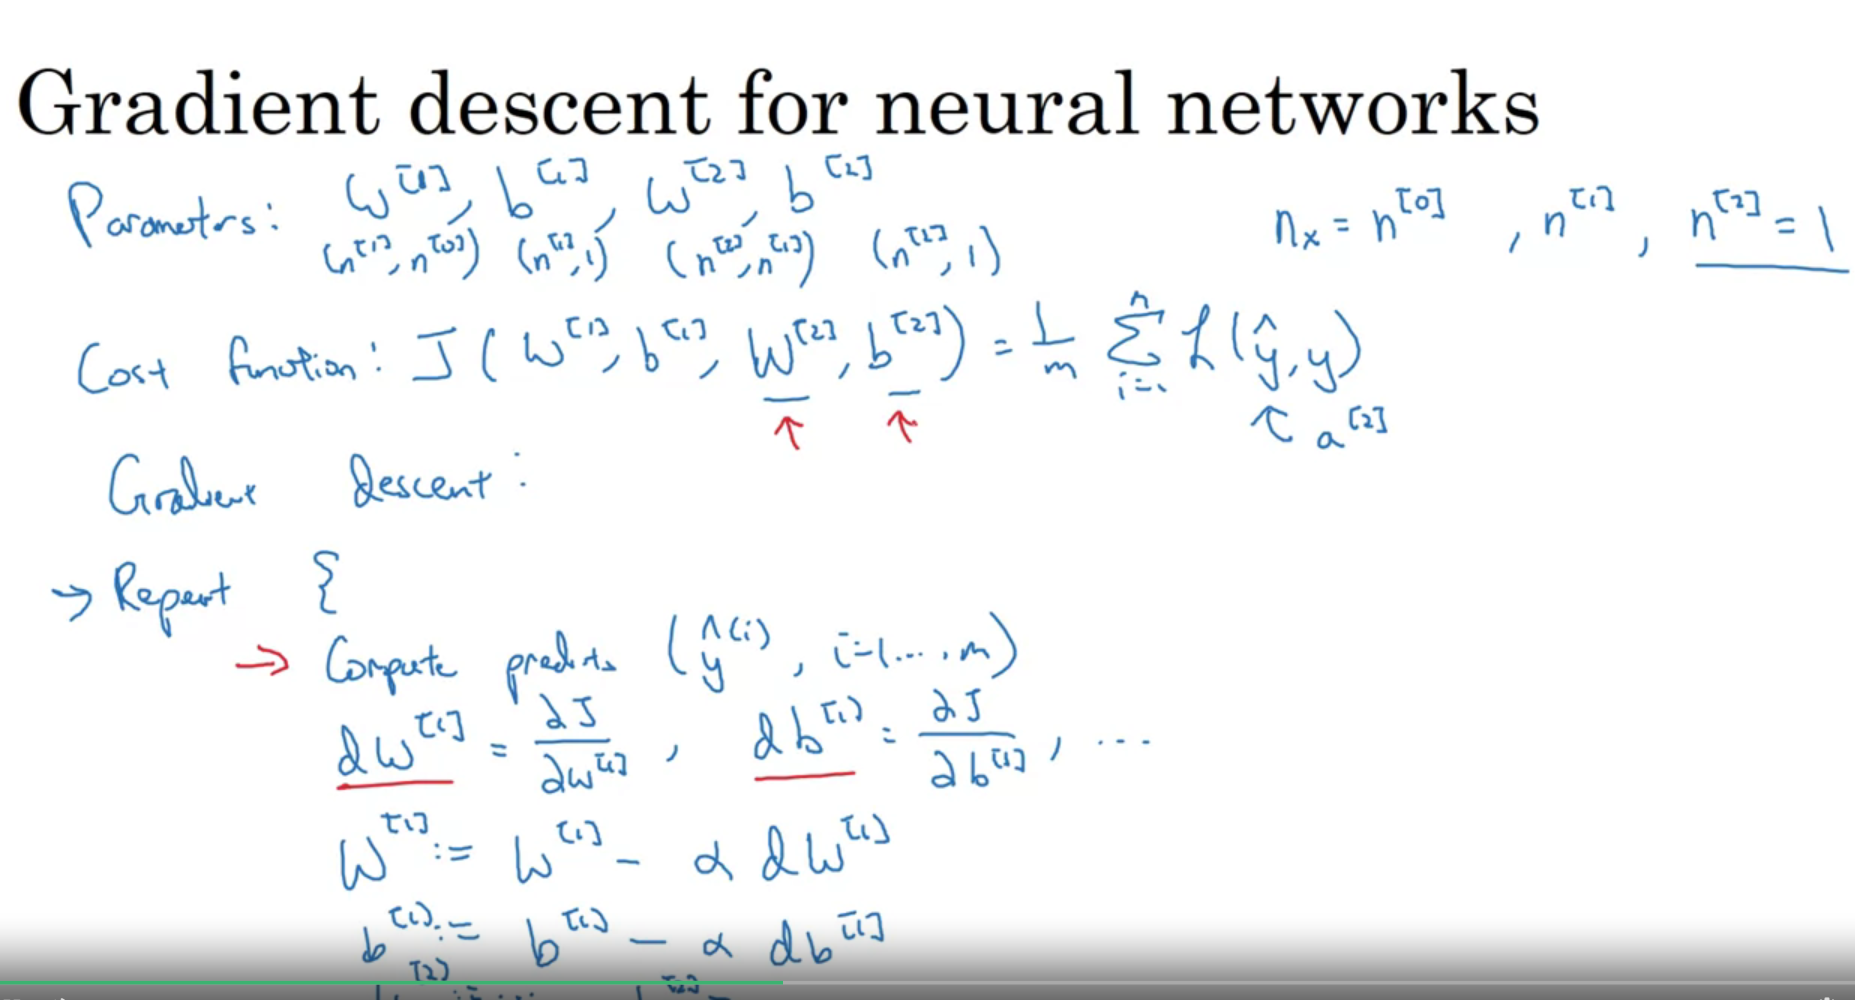 Gradient descent for neural networks
Parameters: W^[1], b^[1], W^[2], b^[2]    n_x = n^[0], n^[1], n^[2] = 1
(n^[1], n^[0]) (n^[1], 1) (n^[2], n^[1]) (n^[2], 1)
Cost function: J(W^[1], b^[1], W^[2], b^[2]) = 1/m Σ_{i=1}^n L(ŷ, y)
↑ ↑ ↖ a^[2]
Gradient descent:
→ Repeat {
→ Compute predicts (ŷ^(i), i=1...,m)
dW^[1] = ∂J/∂W^[1], db^[1] = ∂J/∂b^[1], ...
W^[1] := W^[1] - α dW^[1]
b^[1] := b^[1] - α db^[1]